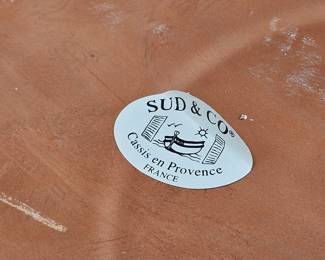 SUD & CO®
Cassis en Provence
FRANCE